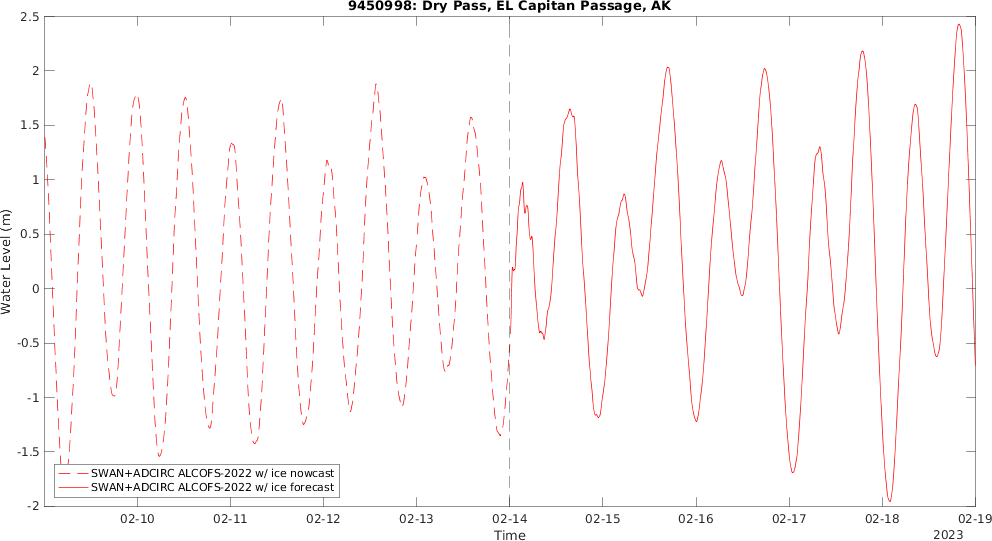 9450998: Dry Pass, EL Capitan Passage, AK
Water Level (m)
2.5
2
1.5
1
0.5
0
-0.5
-1
-1.5
-2
SWAN+ADCIRC ALCOFS-2022 w/ ice nowcast
SWAN+ADCIRC ALCOFS-2022 w/ ice forecast
02-10 02-11 02-12 02-13 02-14 02-15 02-16 02-17 02-18 02-19
Time
2023